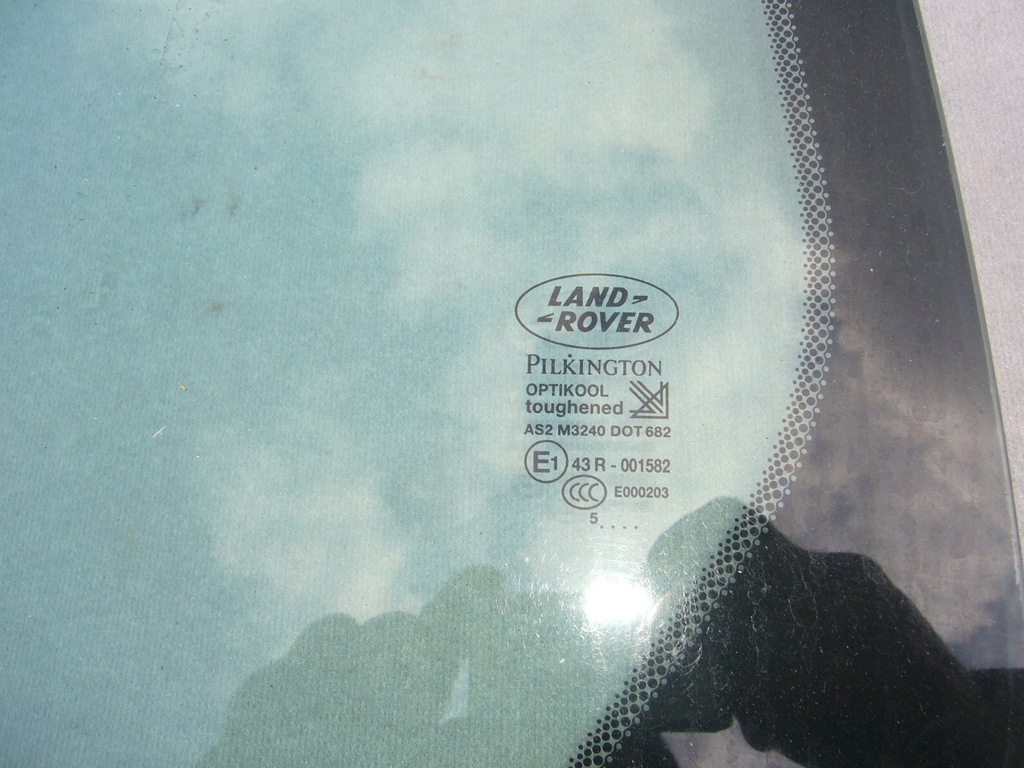 LAND
ROVER
PILKINGTON
OPTIKOOL
toughened
AS2 M3240 DOT 682
E1 43 R - 001582
CCC E000203
5 . . . .